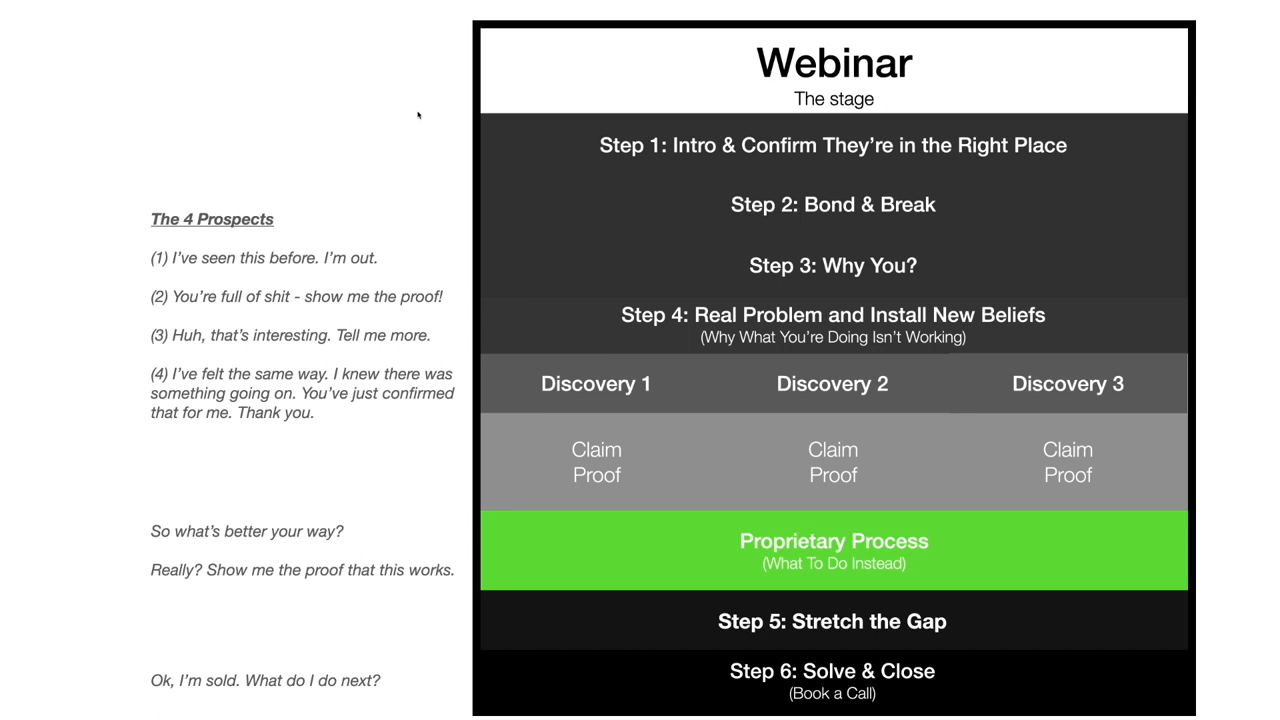 Webinar
The stage
Step 1: Intro & Confirm They're in the Right Place
Step 2: Bond & Break
Step 3: Why You?
Step 4: Real Problem and Install New Beliefs
(Why What You're Doing Isn't Working)
Discovery 1
Discovery 2
Discovery 3
Claim
Proof
Claim
Proof
Claim
Proof
Proprietary Process
(What To Do Instead)
Step 5: Stretch the Gap
Step 6: Solve & Close
(Book a Call)
The 4 Prospects
(1) I've seen this before. I'm out.
(2) You're full of shit - show me the proof!
(3) Huh, that's interesting. Tell me more.
(4) I've felt the same way. I knew there was
something going on. You've just confirmed
that for me. Thank you.
So what's better your way?
Really? Show me the proof that this works.
Ok, I'm sold. What do I do next?